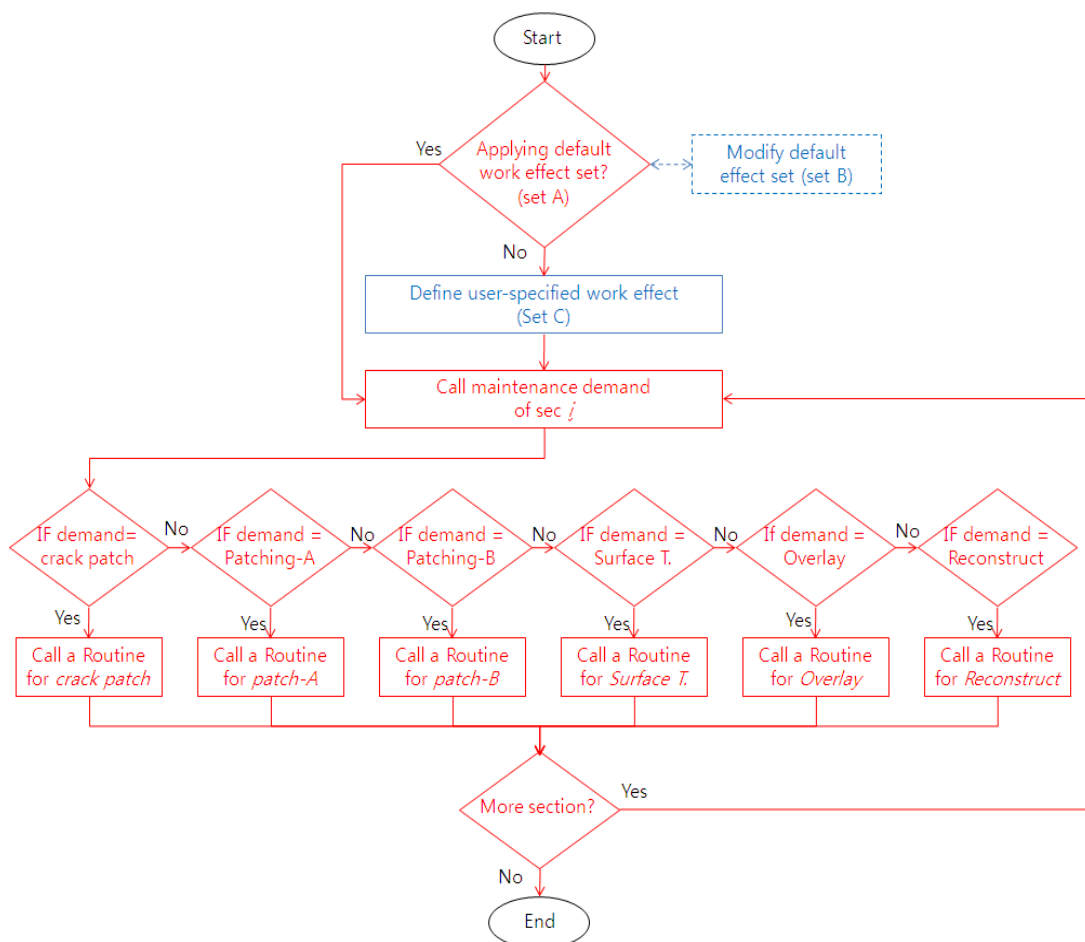 Start
Yes
Applying default
work effect set?
(set A)
Modify default
effect set (set B)
No
Define user-specified work effect
(Set C)
Call maintenance demand
of sec j
IF demand=
crack patch
No
IF demand =
Patching-A
No
IF demand =
Patching-B
No
IF demand =
Surface T.
No
If demand =
Overlay
No
IF demand =
Reconstruct
Yes
Yes
Yes
Yes
Yes
Yes
Call a Routine
for crack patch
Call a Routine
for patch-A
Call a Routine
for patch-B
Call a Routine
for Surface T.
Call a Routine
for Overlay
Call a Routine
for Reconstruct
More section?
Yes
No
End